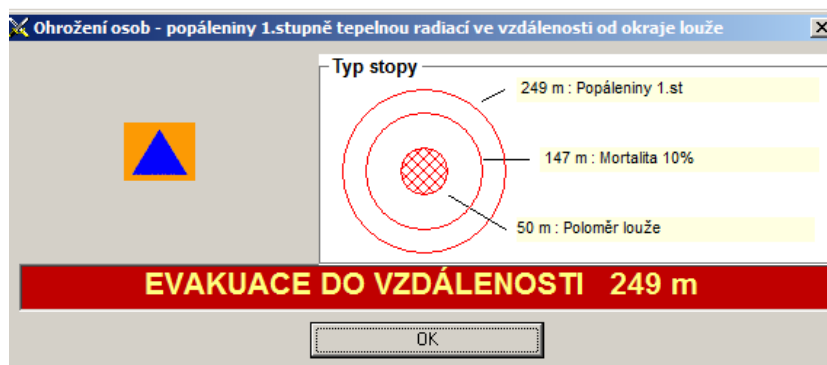 Ohrožení osob - popáleniny 1.stupně tepelnou radiací ve vzdálenosti od okraje louže
Typ stopy
249 m : Popáleniny 1.st
147 m : Mortalita 10%
50 m : Poloměr louže
EVAKUACE DO VZDÁLENOSTI 249 m
OK